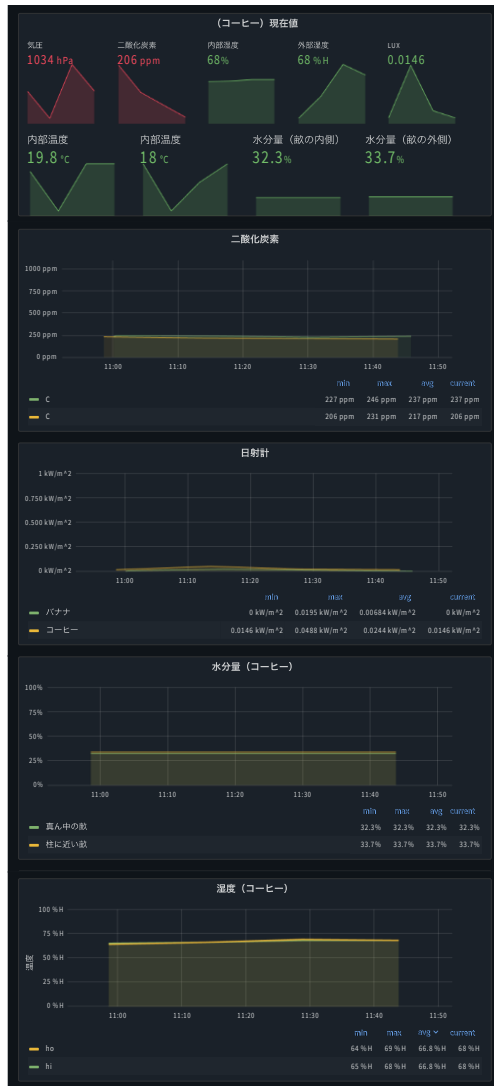 (コーヒー) 現在値
気圧 二酸化炭素 内部湿度 外部湿度 LUX
1034 hPa 206 ppm 68% 68 %H 0.0146
内部温度 内部温度 水分量（畝の内側） 水分量（畝の外側）
19.8 °C 18 °C 32.3% 33.7%
二酸化炭素
1000 ppm
750 ppm
500 ppm
250 ppm
0 ppm
11:00 11:10 11:20 11:30 11:40 11:50
min max avg current
C 227 ppm 246 ppm 237 ppm 237 ppm
C 206 ppm 231 ppm 217 ppm 206 ppm
日射計
1 kW/m^2
0.750 kW/m^2
0.500 kW/m^2
0.250 kW/m^2
0 kW/m^2
11:00 11:10 11:20 11:30 11:40 11:50
min max avg current
バナナ 0 kW/m^2 0.0195 kW/m^2 0.00684 kW/m^2 0 kW/m^2
コーヒー 0.0146 kW/m^2 0.0488 kW/m^2 0.0244 kW/m^2 0.0146 kW/m^2
水分量（コーヒー）
100%
75%
50%
25%
0%
11:00 11:10 11:20 11:30 11:40 11:50
min max avg current
真ん中の畝 32.3% 32.3% 32.3% 32.3%
柱に近い畝 33.7% 33.7% 33.7% 33.7%
湿度（コーヒー）
100 %H
75 %H
50 %H
25 %H
0 %H
湿度
11:00 11:10 11:20 11:30 11:40 11:50
min max avg current
ho 64 %H 69 %H 66.8 %H 68 %H
hi 65 %H 68 %H 66.8 %H 68 %H